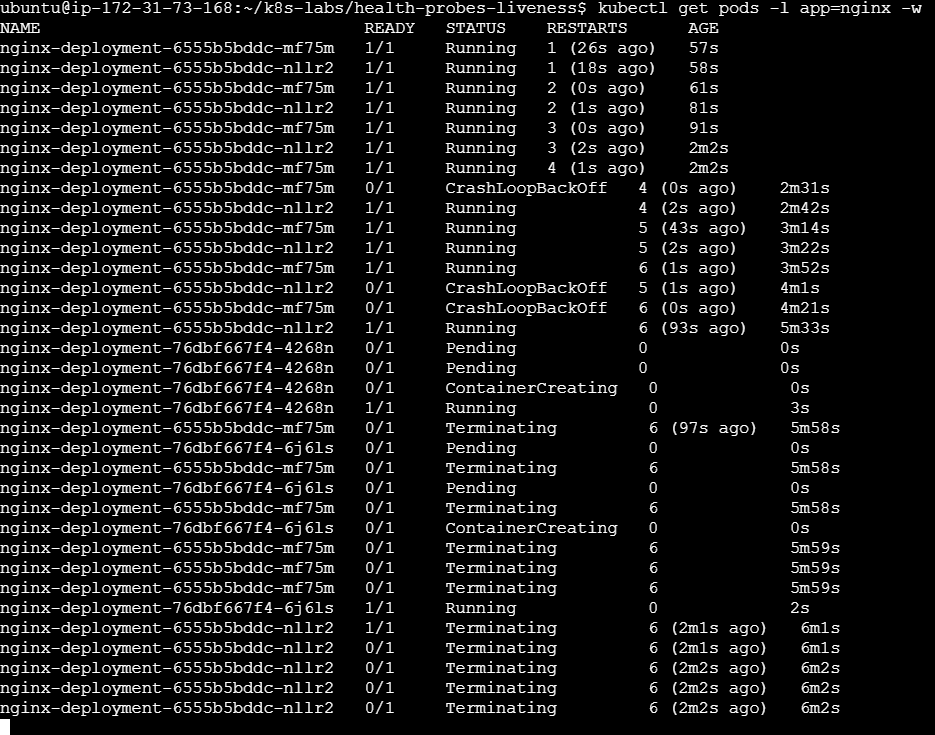 ubuntu@ip-172-31-73-168:~/k8s-labs/health-probes-liveness$ kubectl get pods -l app=nginx -w
NAME READY STATUS RESTARTS AGE
nginx-deployment-6555b5bddc-mf75m 1/1 Running 1 (26s ago) 57s
nginx-deployment-6555b5bddc-nllr2 1/1 Running 1 (18s ago) 58s
nginx-deployment-6555b5bddc-mf75m 1/1 Running 2 (0s ago) 61s
nginx-deployment-6555b5bddc-nllr2 1/1 Running 2 (1s ago) 81s
nginx-deployment-6555b5bddc-mf75m 1/1 Running 3 (0s ago) 91s
nginx-deployment-6555b5bddc-nllr2 1/1 Running 3 (2s ago) 2m2s
nginx-deployment-6555b5bddc-mf75m 1/1 Running 4 (1s ago) 2m2s
nginx-deployment-6555b5bddc-mf75m 0/1 CrashLoopBackOff 4 (0s ago) 2m31s
nginx-deployment-6555b5bddc-nllr2 1/1 Running 4 (2s ago) 2m42s
nginx-deployment-6555b5bddc-mf75m 1/1 Running 5 (43s ago) 3m14s
nginx-deployment-6555b5bddc-nllr2 1/1 Running 5 (2s ago) 3m22s
nginx-deployment-6555b5bddc-mf75m 1/1 Running 6 (1s ago) 3m52s
nginx-deployment-6555b5bddc-nllr2 0/1 CrashLoopBackOff 5 (1s ago) 4m1s
nginx-deployment-6555b5bddc-mf75m 0/1 CrashLoopBackOff 6 (0s ago) 4m21s
nginx-deployment-6555b5bddc-nllr2 1/1 Running 6 (93s ago) 5m33s
nginx-deployment-76dbf667f4-4268n 0/1 Pending 0 0s
nginx-deployment-76dbf667f4-4268n 0/1 Pending 0 0s
nginx-deployment-76dbf667f4-4268n 0/1 ContainerCreating 0 0s
nginx-deployment-76dbf667f4-4268n 1/1 Running 0 3s
nginx-deployment-6555b5bddc-mf75m 0/1 Terminating 6 (97s ago) 5m58s
nginx-deployment-76dbf667f4-6j6ls 0/1 Pending 0 0s
nginx-deployment-6555b5bddc-mf75m 0/1 Terminating 6 5m58s
nginx-deployment-76dbf667f4-6j6ls 0/1 Pending 0 0s
nginx-deployment-6555b5bddc-mf75m 0/1 Terminating 6 5m58s
nginx-deployment-76dbf667f4-6j6ls 0/1 ContainerCreating 0 0s
nginx-deployment-6555b5bddc-mf75m 0/1 Terminating 6 5m59s
nginx-deployment-6555b5bddc-mf75m 0/1 Terminating 6 5m59s
nginx-deployment-6555b5bddc-mf75m 0/1 Terminating 6 5m59s
nginx-deployment-76dbf667f4-6j6ls 1/1 Running 0 2s
nginx-deployment-6555b5bddc-nllr2 1/1 Terminating 6 (2m1s ago) 6m1s
nginx-deployment-6555b5bddc-nllr2 0/1 Terminating 6 (2m1s ago) 6m1s
nginx-deployment-6555b5bddc-nllr2 0/1 Terminating 6 (2m2s ago) 6m2s
nginx-deployment-6555b5bddc-nllr2 0/1 Terminating 6 (2m2s ago) 6m2s
nginx-deployment-6555b5bddc-nllr2 0/1 Terminating 6 (2m2s ago) 6m2s